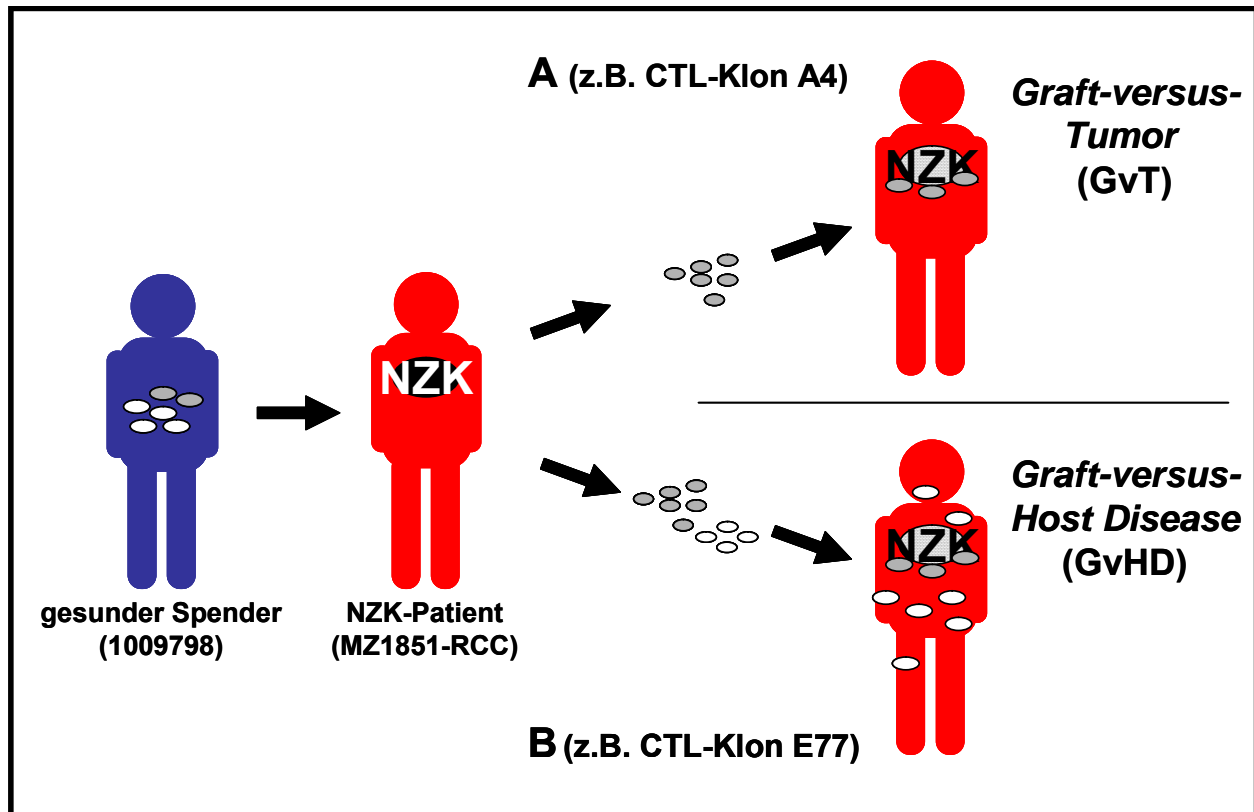 A (z.B. CTL-Klon A4)
Graft-versus-
Tumor
(GvT)
NZK
NZK
gesunder Spender
(1009798)
NZK-Patient
(MZ1851-RCC)
Graft-versus-
Host Disease
(GvHD)
NZK
B (z.B. CTL-Klon E77)